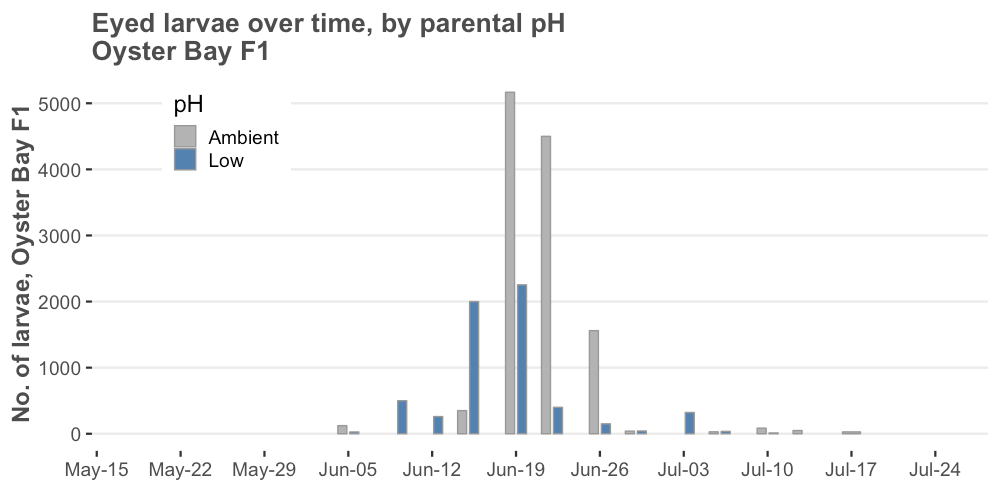 Eyed larvae over time, by parental pH
Oyster Bay F1
No. of larvae, Oyster Bay F1
pH
Ambient
Low
5000
4000
3000
2000
1000
0
May-15 May-22 May-29 Jun-05 Jun-12 Jun-19 Jun-26 Jul-03 Jul-10 Jul-17 Jul-24